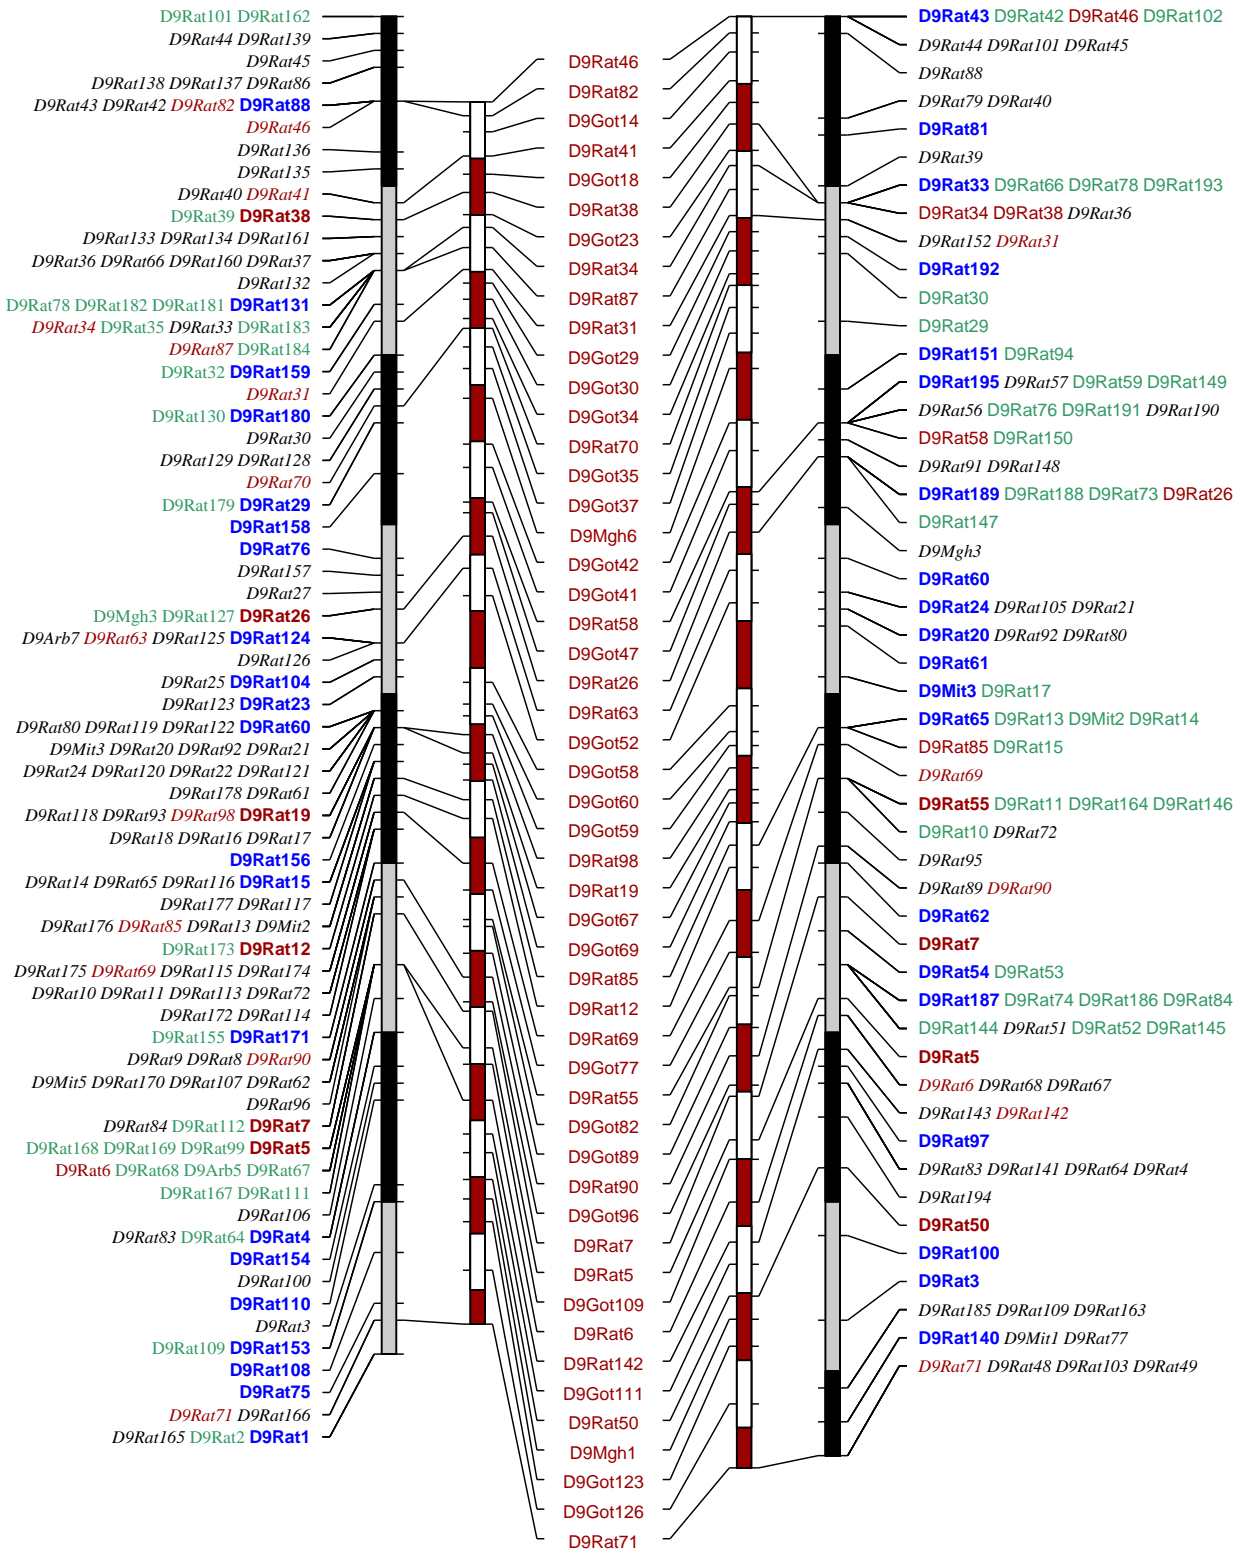 D9Rat101 D9Rat162
D9Rat44 D9Rat139
D9Rat45
D9Rat138 D9Rat137 D9Rat86
D9Rat43 D9Rat42 D9Rat82 D9Rat88
D9Rat46
D9Rat136
D9Rat135
D9Rat40 D9Rat41
D9Rat39 D9Rat38
D9Rat133 D9Rat134 D9Rat161
D9Rat36 D9Rat66 D9Rat160 D9Rat37
D9Rat132
D9Rat78 D9Rat182 D9Rat181 D9Rat131
D9Rat34 D9Rat35 D9Rat33 D9Rat183
D9Rat87 D9Rat184
D9Rat32 D9Rat159
D9Rat31
D9Rat130 D9Rat180
D9Rat30
D9Rat129 D9Rat128
D9Rat70
D9Rat179 D9Rat29
D9Rat158
D9Rat76
D9Rat157
D9Rat27
D9Mgh3 D9Rat127 D9Rat26
D9Arb7 D9Rat63 D9Rat125 D9Rat124
D9Rat126
D9Rat25 D9Rat104
D9Rat123 D9Rat23
D9Rat80 D9Rat119 D9Rat122 D9Rat60
D9Mit3 D9Rat20 D9Rat92 D9Rat21
D9Rat24 D9Rat120 D9Rat22 D9Rat121
D9Rat178 D9Rat61
D9Rat118 D9Rat93 D9Rat98 D9Rat19
D9Rat18 D9Rat16 D9Rat17
D9Rat156
D9Rat14 D9Rat65 D9Rat116 D9Rat15
D9Rat177 D9Rat117
D9Rat176 D9Rat85 D9Rat13 D9Mit2
D9Rat173 D9Rat12
D9Rat175 D9Rat69 D9Rat115 D9Rat174
D9Rat10 D9Rat11 D9Rat113 D9Rat72
D9Rat172 D9Rat114
D9Rat155 D9Rat171
D9Rat9 D9Rat8 D9Rat90
D9Mit5 D9Rat170 D9Rat107 D9Rat62
D9Rat96
D9Rat84 D9Rat112 D9Rat7
D9Rat168 D9Rat169 D9Rat99 D9Rat5
D9Rat6 D9Rat68 D9Arb5 D9Rat67
D9Rat167 D9Rat111
D9Rat106
D9Rat83 D9Rat64 D9Rat4
D9Rat154
D9Rat100
D9Rat110
D9Rat3
D9Rat109 D9Rat153
D9Rat108
D9Rat75
D9Rat71 D9Rat166
D9Rat165 D9Rat2 D9Rat1
D9Rat46
D9Rat82
D9Got14
D9Rat41
D9Got18
D9Rat38
D9Got23
D9Rat34
D9Rat87
D9Rat31
D9Got29
D9Got30
D9Got34
D9Rat70
D9Got35
D9Got37
D9Mgh6
D9Got42
D9Got41
D9Rat58
D9Got47
D9Rat26
D9Rat63
D9Got52
D9Got58
D9Got60
D9Got59
D9Rat98
D9Rat19
D9Got67
D9Got69
D9Rat85
D9Rat12
D9Rat69
D9Got77
D9Rat55
D9Got82
D9Got89
D9Rat90
D9Got96
D9Rat7
D9Rat5
D9Got109
D9Rat6
D9Rat142
D9Got111
D9Rat50
D9Mgh1
D9Got123
D9Got126
D9Rat71
D9Rat43 D9Rat42 D9Rat46 D9Rat102
D9Rat44 D9Rat101 D9Rat45
D9Rat88
D9Rat79 D9Rat40
D9Rat81
D9Rat39
D9Rat33 D9Rat66 D9Rat78 D9Rat193
D9Rat34 D9Rat38 D9Rat36
D9Rat152 D9Rat31
D9Rat192
D9Rat30
D9Rat29
D9Rat151 D9Rat94
D9Rat195 D9Rat57 D9Rat59 D9Rat149
D9Rat56 D9Rat76 D9Rat191 D9Rat190
D9Rat58 D9Rat150
D9Rat91 D9Rat148
D9Rat189 D9Rat188 D9Rat73 D9Rat26
D9Rat147
D9Mgh3
D9Rat60
D9Rat24 D9Rat105 D9Rat21
D9Rat20 D9Rat92 D9Rat80
D9Rat61
D9Mit3 D9Rat17
D9Rat65 D9Rat13 D9Mit2 D9Rat14
D9Rat85 D9Rat15
D9Rat69
D9Rat55 D9Rat11 D9Rat164 D9Rat146
D9Rat10 D9Rat72
D9Rat95
D9Rat89 D9Rat90
D9Rat62
D9Rat7
D9Rat54 D9Rat53
D9Rat187 D9Rat74 D9Rat186 D9Rat84
D9Rat144 D9Rat51 D9Rat52 D9Rat145
D9Rat5
D9Rat6 D9Rat68 D9Rat67
D9Rat143 D9Rat142
D9Rat97
D9Rat83 D9Rat141 D9Rat64 D9Rat4
D9Rat194
D9Rat50
D9Rat100
D9Rat3
D9Rat185 D9Rat109 D9Rat163
D9Rat140 D9Mit1 D9Rat77
D9Rat71 D9Rat48 D9Rat103 D9Rat49